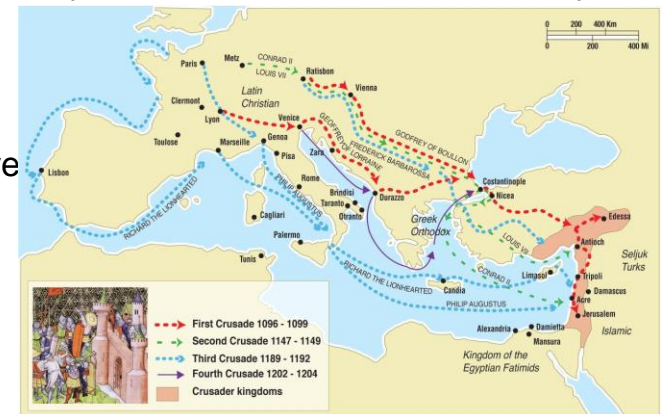 re
0 200 400 Km
0 200 400 Mi
Paris
Metz
CONRAD II
LOUIS VII
Ratisbon
Vienna
Latin
Christian
Clermont
Lyon
Venice
GEOFFREY OF LORRAINE
FREDERICK BARBAROSSA
GODFREY OF BOULLON
Toulose
Marseille
Genoa
Pisa
Zara
Costantinople
Nicea
Lisbon
RICHARD THE LIONHEARTED
PHILIP AUGUSTUS
Rome
Brindisi
Taranto
Otranto
Durazzo
Greek
Orthodox
Edessa
Cagliari
Palermo
LOUIS VII
CONRAD II
Antioch
Seljuk
Turks
Tunis
RICHARD THE LIONHEARTED
Candia
Limasol
Tripoli
Damascus
PHILIP AUGUSTUS
Acre
Jerusalem
Alexandria
Damietta
Mansura
Islamic
Kingdom of the
Egyptian Fatimids
First Crusade 1096 - 1099
Second Crusade 1147 - 1149
Third Crusade 1189 - 1192
Fourth Crusade 1202 - 1204
Crusader kingdoms